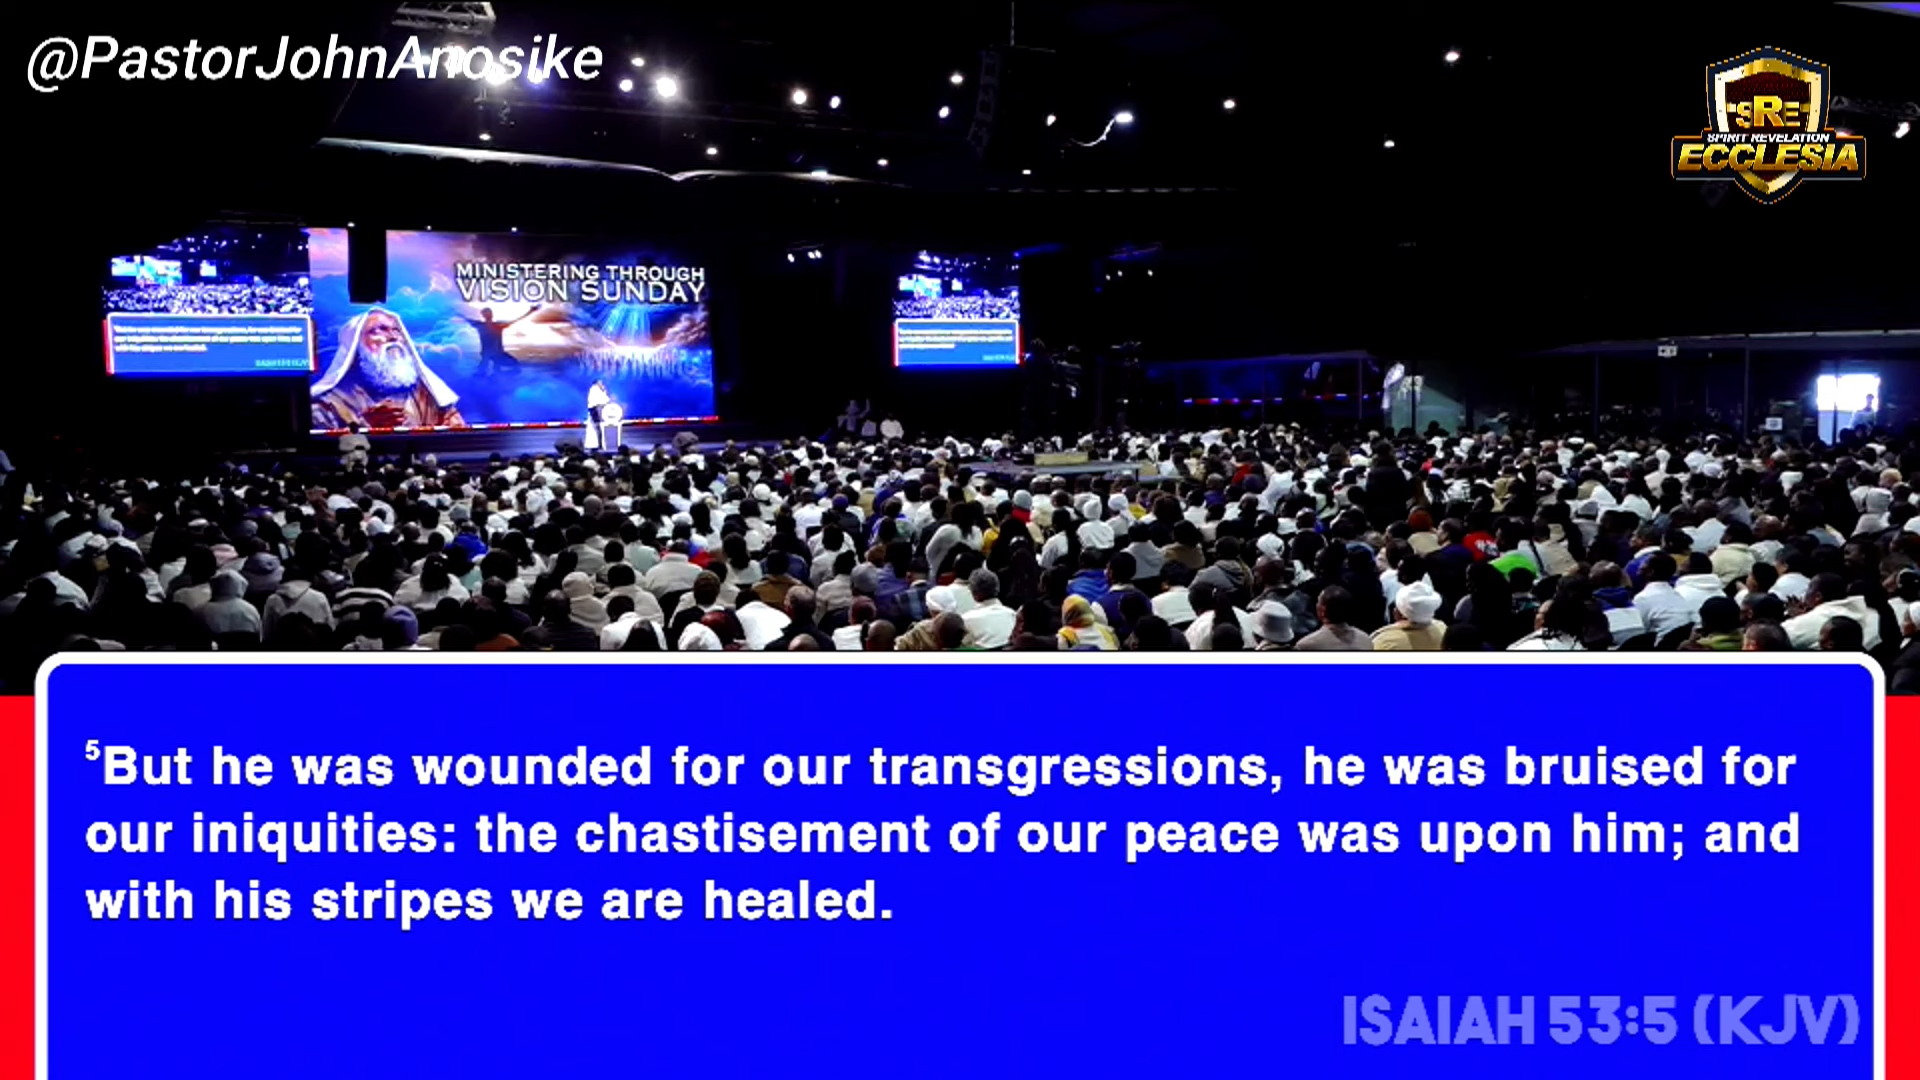 @PastorJohnAnosike
SRE
SPIRIT REVELATION
ECCLESIA
MINISTERING THROUGH
VISION SUNDAY
⁵But he was wounded for our transgressions, he was bruised for
our iniquities: the chastisement of our peace was upon him; and
with his stripes we are healed.
ISAIAH 53:5 (KJV)